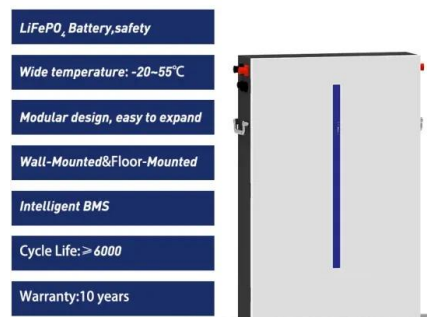 LiFePO₄ Battery,safety
Wide temperature: -20~55℃
Modular design, easy to expand
Wall-Mounted&Floor-Mounted
Intelligent BMS
Cycle Life:≥6000
Warranty:10 years